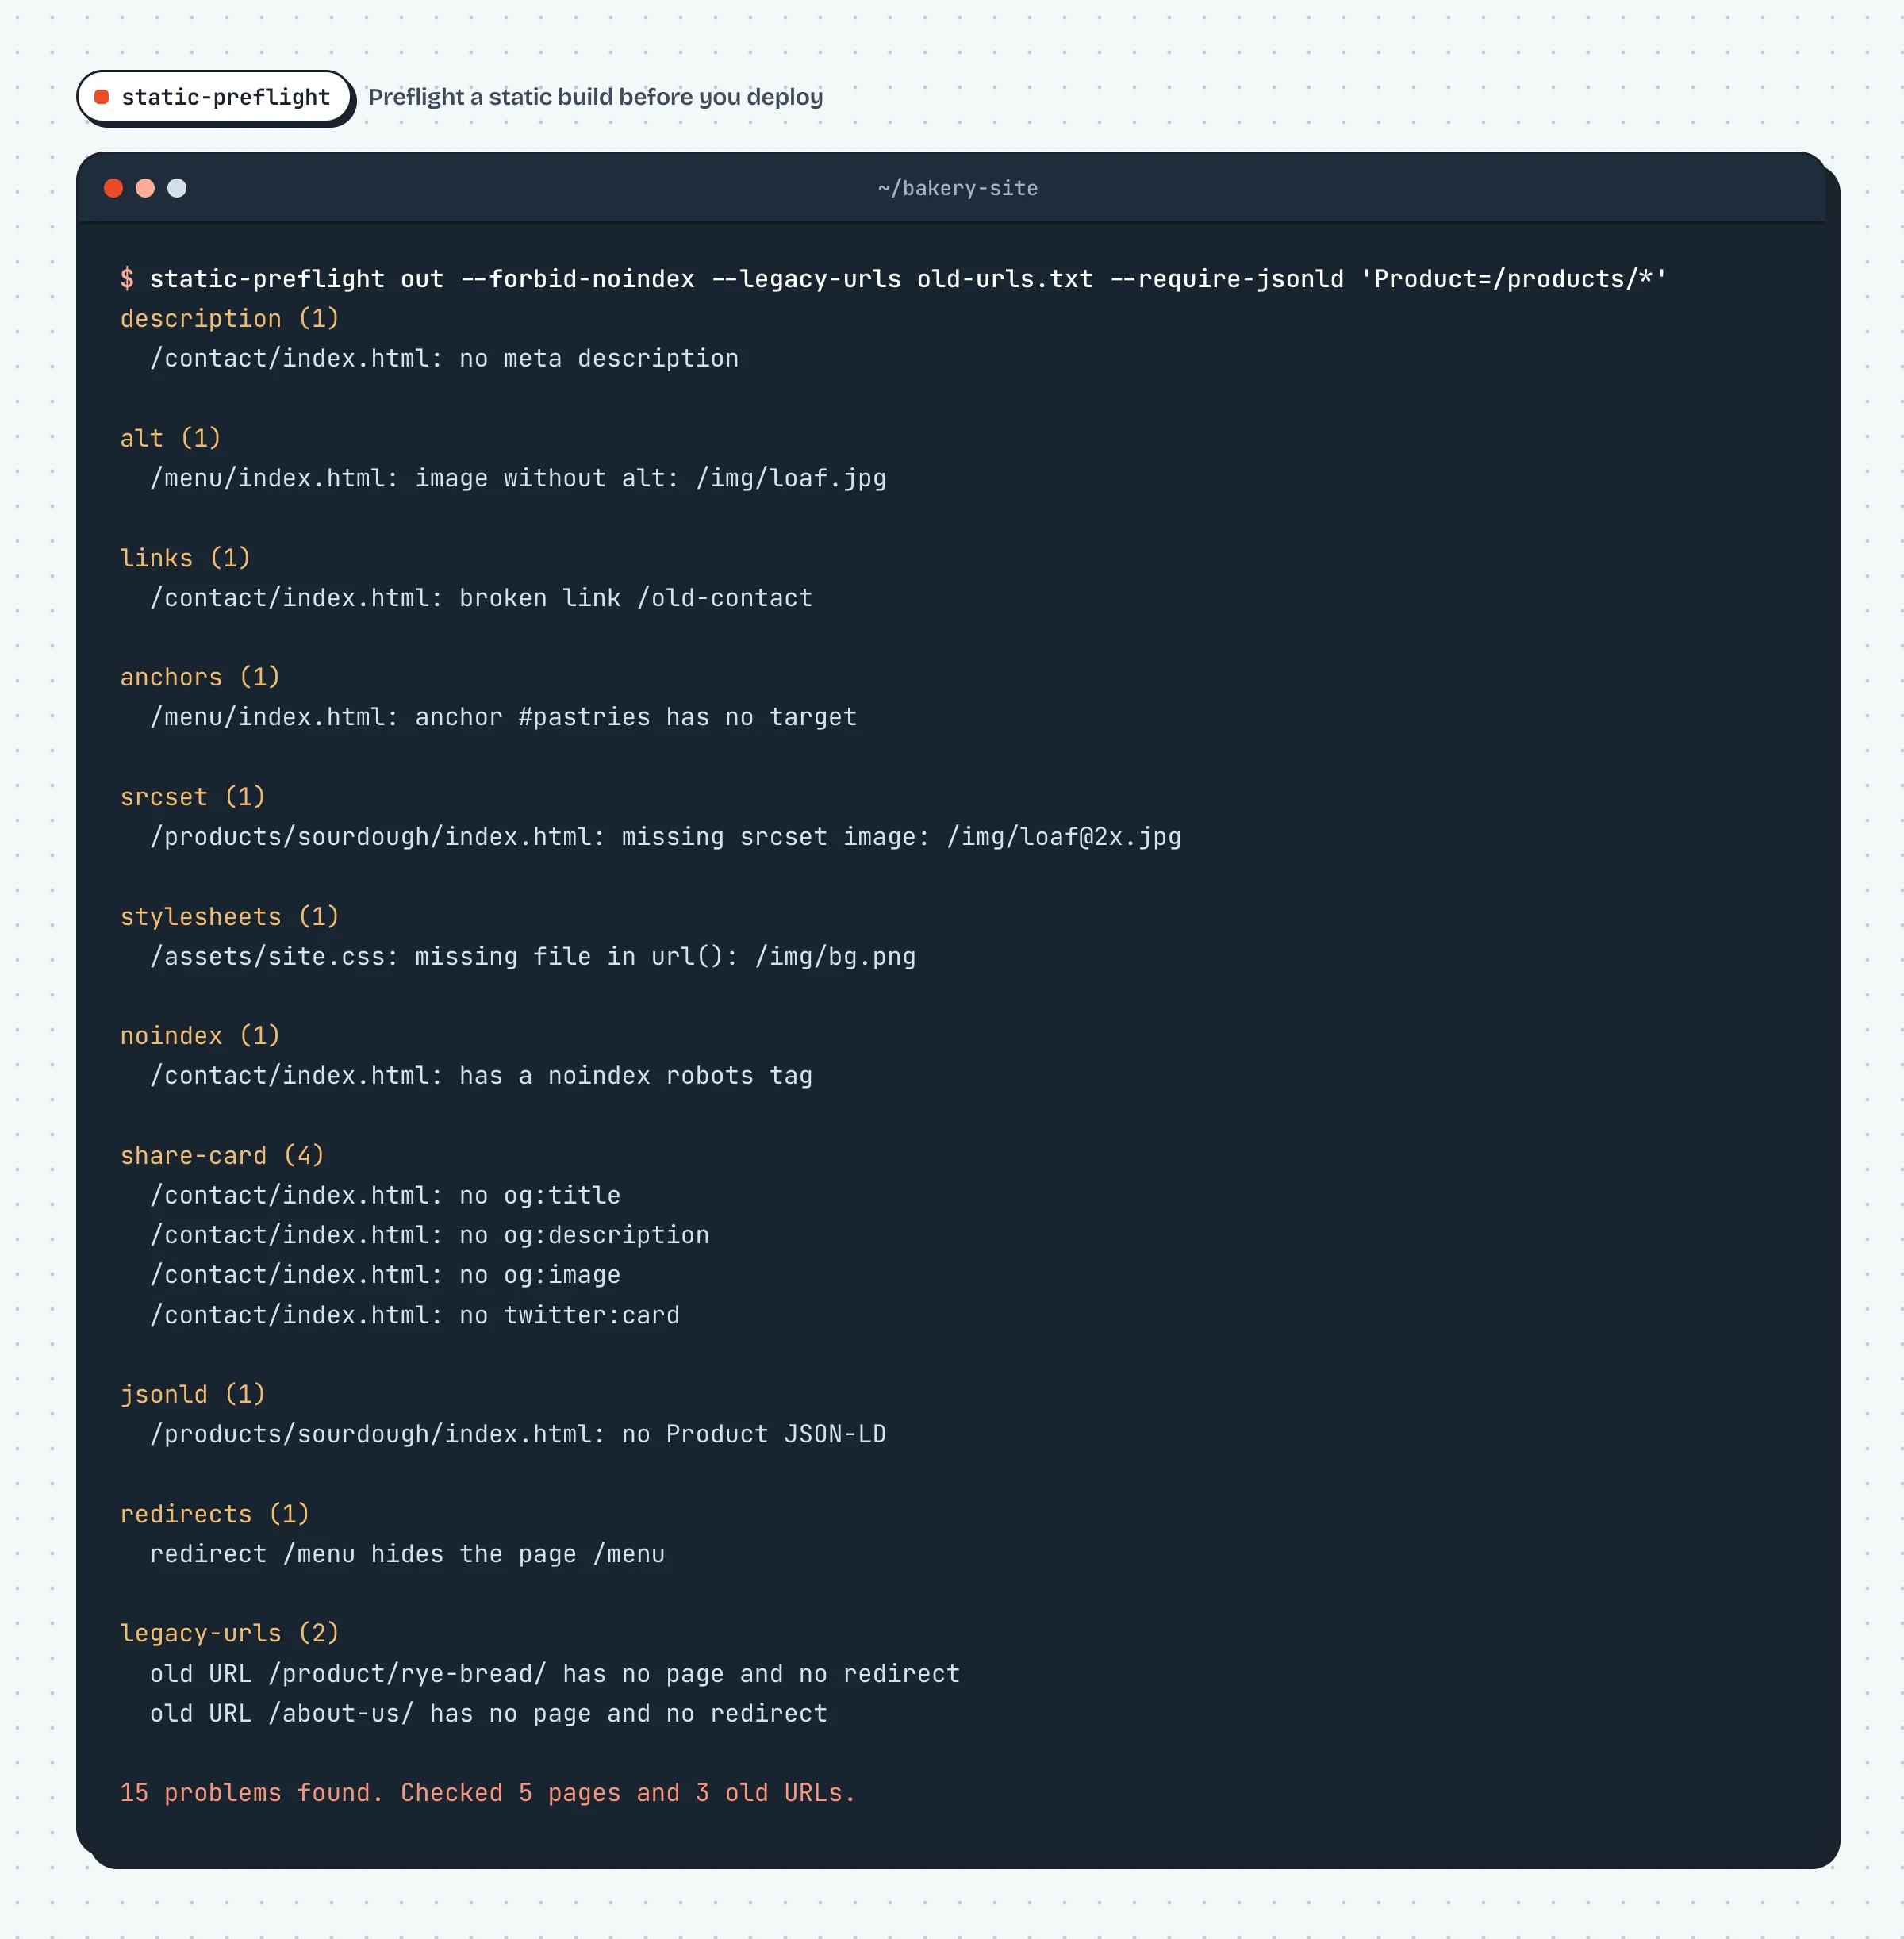 static-preflight Preflight a static build before you deploy
~/bakery-site
$ static-preflight out --forbid-noindex --legacy-urls old-urls.txt --require-jsonld 'Product=/products/*'
description (1)
/contact/index.html: no meta description
alt (1)
/menu/index.html: image without alt: /img/loaf.jpg
links (1)
/contact/index.html: broken link /old-contact
anchors (1)
/menu/index.html: anchor #pastries has no target
srcset (1)
/products/sourdough/index.html: missing srcset image: /img/loaf@2x.jpg
stylesheets (1)
/assets/site.css: missing file in url(): /img/bg.png
noindex (1)
/contact/index.html: has a noindex robots tag
share-card (4)
/contact/index.html: no og:title
/contact/index.html: no og:description
/contact/index.html: no og:image
/contact/index.html: no twitter:card
jsonld (1)
/products/sourdough/index.html: no Product JSON-LD
redirects (1)
redirect /menu hides the page /menu
legacy-urls (2)
old URL /product/rye-bread/ has no page and no redirect
old URL /about-us/ has no page and no redirect
15 problems found. Checked 5 pages and 3 old URLs.